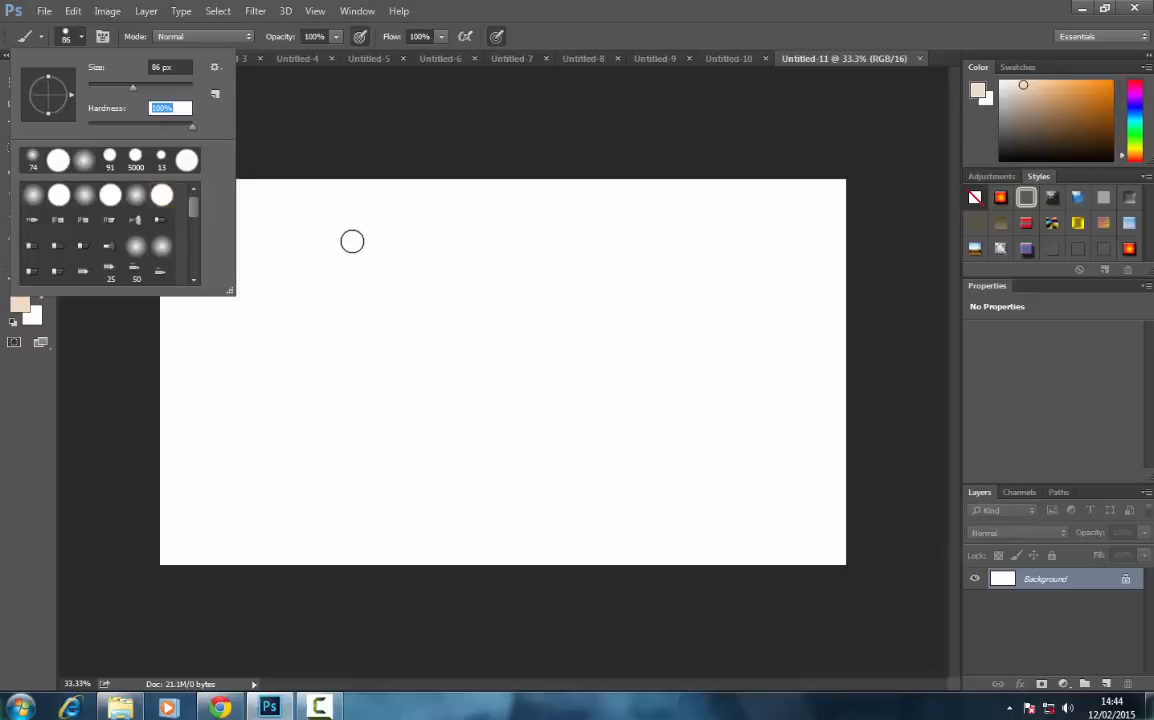 Ps File Edit Image Layer Type Select Filter 3D View Window Help
86 Mode: Normal Opacity: 100% Flow: 100% Essentials
-3 × Untitled-4 × Untitled-5 × Untitled-6 × Untitled-7 × Untitled-8 × Untitled-9 × Untitled-10 × Untitled-11 @ 33.3% (RGB/16) ×
Size: 86 px
Hardness: 100%
74 91 5000 13
25 50
Color Swatches
Adjustments Styles
Properties
No Properties
Layers Channels Paths
Kind
Normal Opacity:
Lock: Fill:
Background
33.33% Doc: 21.1M/0 bytes
Ps
14:44
12/02/2015